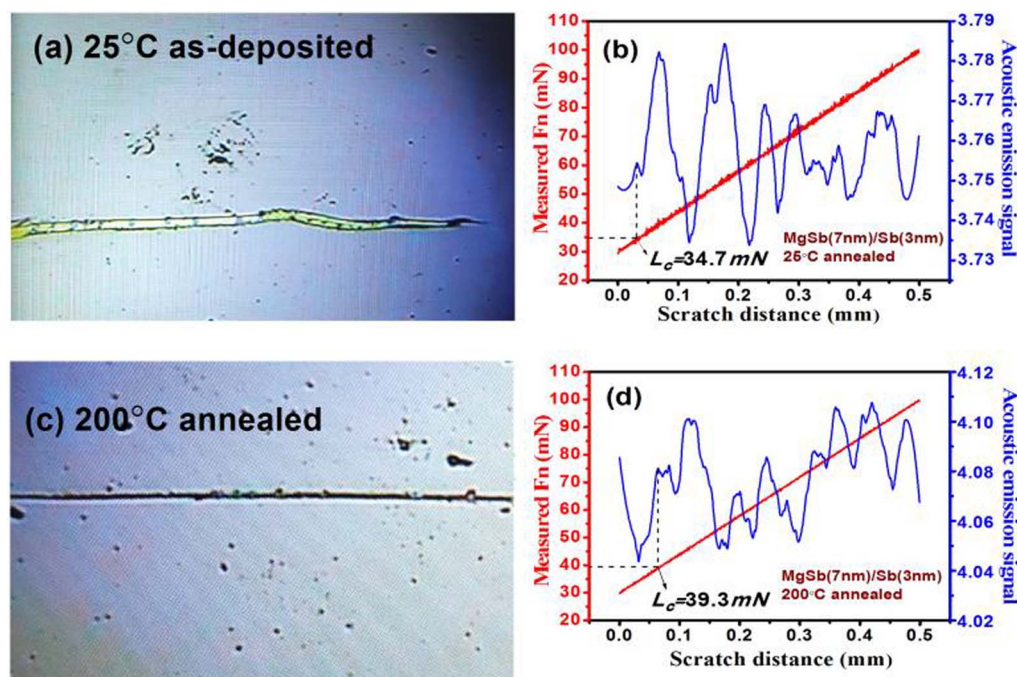 (a) 25°C as-deposited
(b)
Measured Fn (mN)
110
100
90
80
70
60
50
40
30
20
3.79
3.78
3.77
3.76
3.75
3.74
3.73
Acoustic emission signal
MgSb(7nm)/Sb(3nm)
25°C annealed
Lc=34.7mN
0.0 0.1 0.2 0.3 0.4 0.5
Scratch distance (mm)
(c) 200°C annealed
(d)
Measured Fn (mN)
110
100
90
80
70
60
50
40
30
20
4.12
4.10
4.08
4.06
4.04
4.02
Acoustic emission signal
MgSb(7nm)/Sb(3nm)
200°C annealed
Lc=39.3mN
0.0 0.1 0.2 0.3 0.4 0.5
Scratch distance (mm)